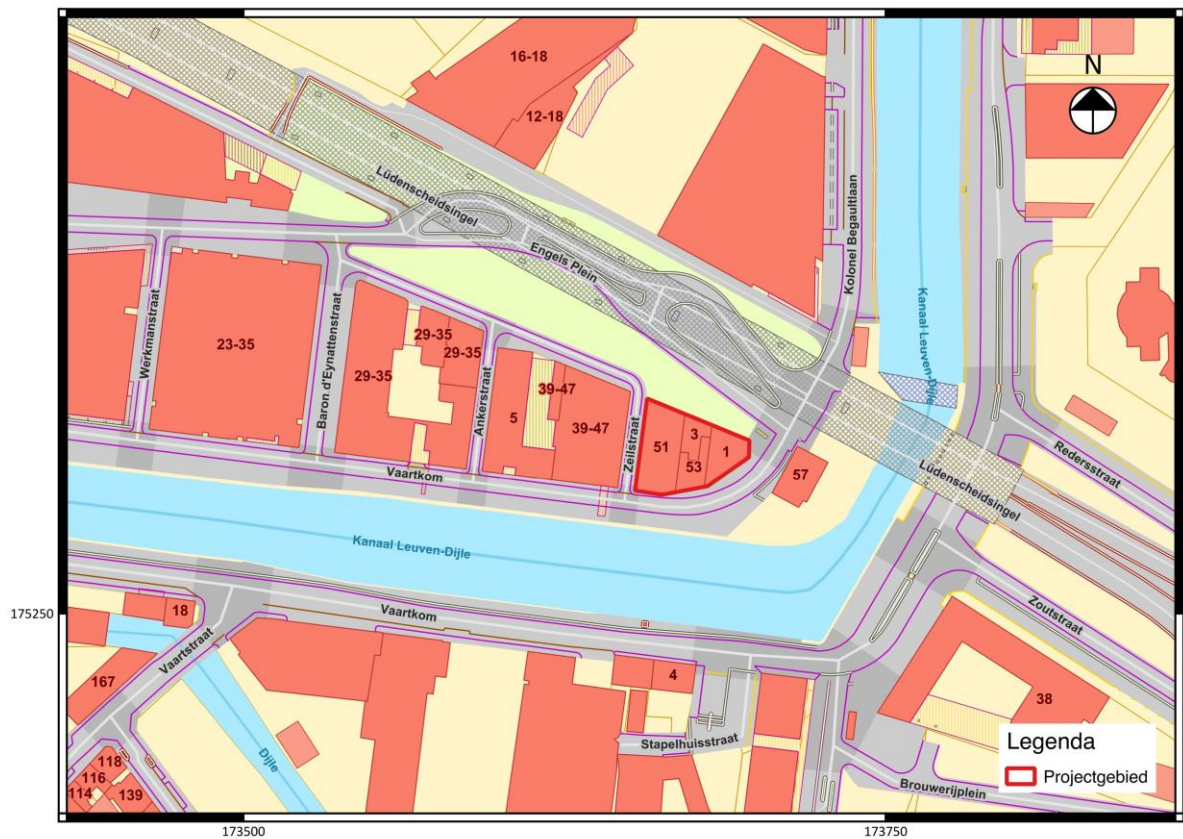 16-18
12-18
N
Lüdenscheidsingel
Engels Plein
Kolonel Begaultlaan
Kanaal Leuven-Dijle
Werkmanstraat
23-35
Baron d'Eynattenstraat
29-35
29-35
29-35
Ankerstraat
5
39-47
39-47
Zeilstraat
51
3
53
1
57
Lüdenscheidsingel
Redersstraat
Vaartkom
Kanaal Leuven-Dijle
175250
18
Vaartstraat
Vaartkom
Zoutstraat
167
4
38
Dijle
Stapelhuisstraat
118
116
114
139
Brouwerijplein
Legenda
Projectgebied
173500
173750